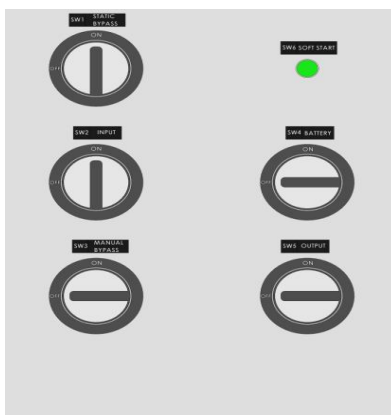 SW1 STATIC BYPASS
ON
OFF
SW6 SOFT START
SW2 INPUT
ON
OFF
SW4 BATTERY
ON
OFF
SW3 MANUAL BYPASS
ON
OFF
SW5 OUTPUT
ON
OFF